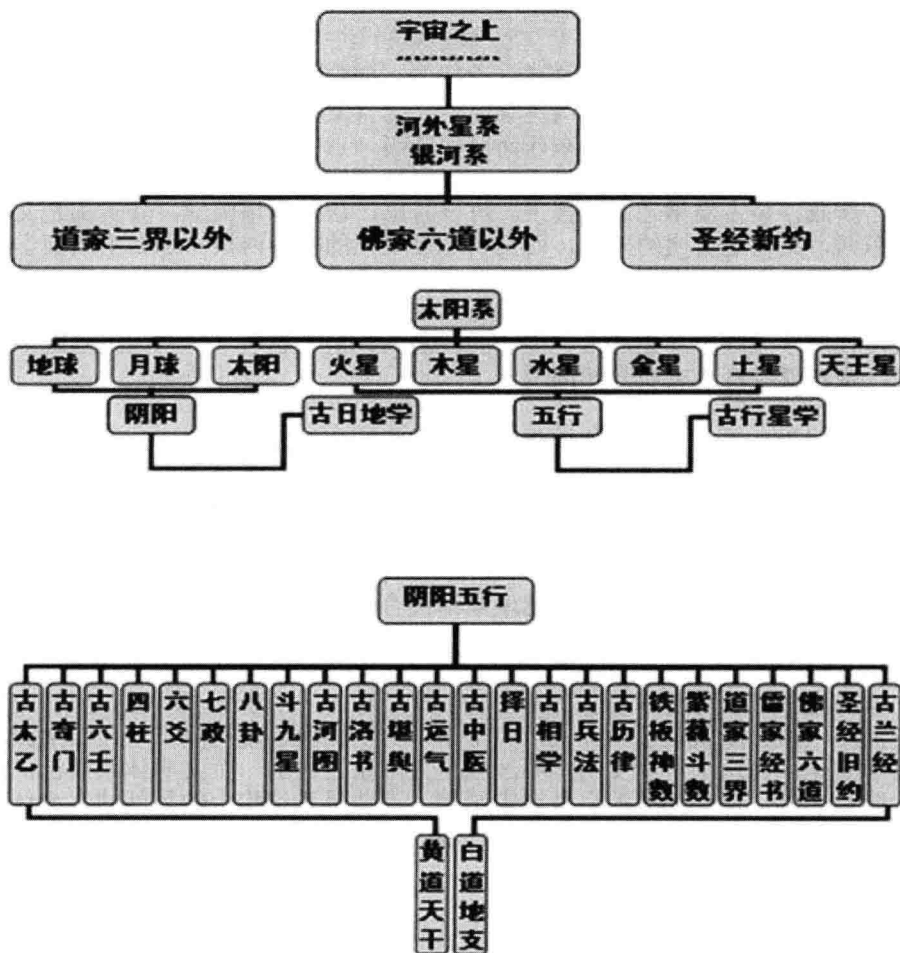 宇宙之上
............
河外星系
银河系
道家三界以外
佛家六道以外
圣经新约
太阳系
地球
月球
太阳
火星
木星
水星
金星
土星
天王星
阴阳
古日地学
五行
古行星学
阴阳五行
古太乙
古奇门
古六壬
四柱
六爻
七政
八卦
斗九星
古河图
古洛书
古堪舆
古运气
古中医
择日
古相学
古兵法
古历律
铁板神数
紫薇斗数
道家三界
儒家经书
佛家六道
圣经旧约
古兰经
黄道天干
白道地支